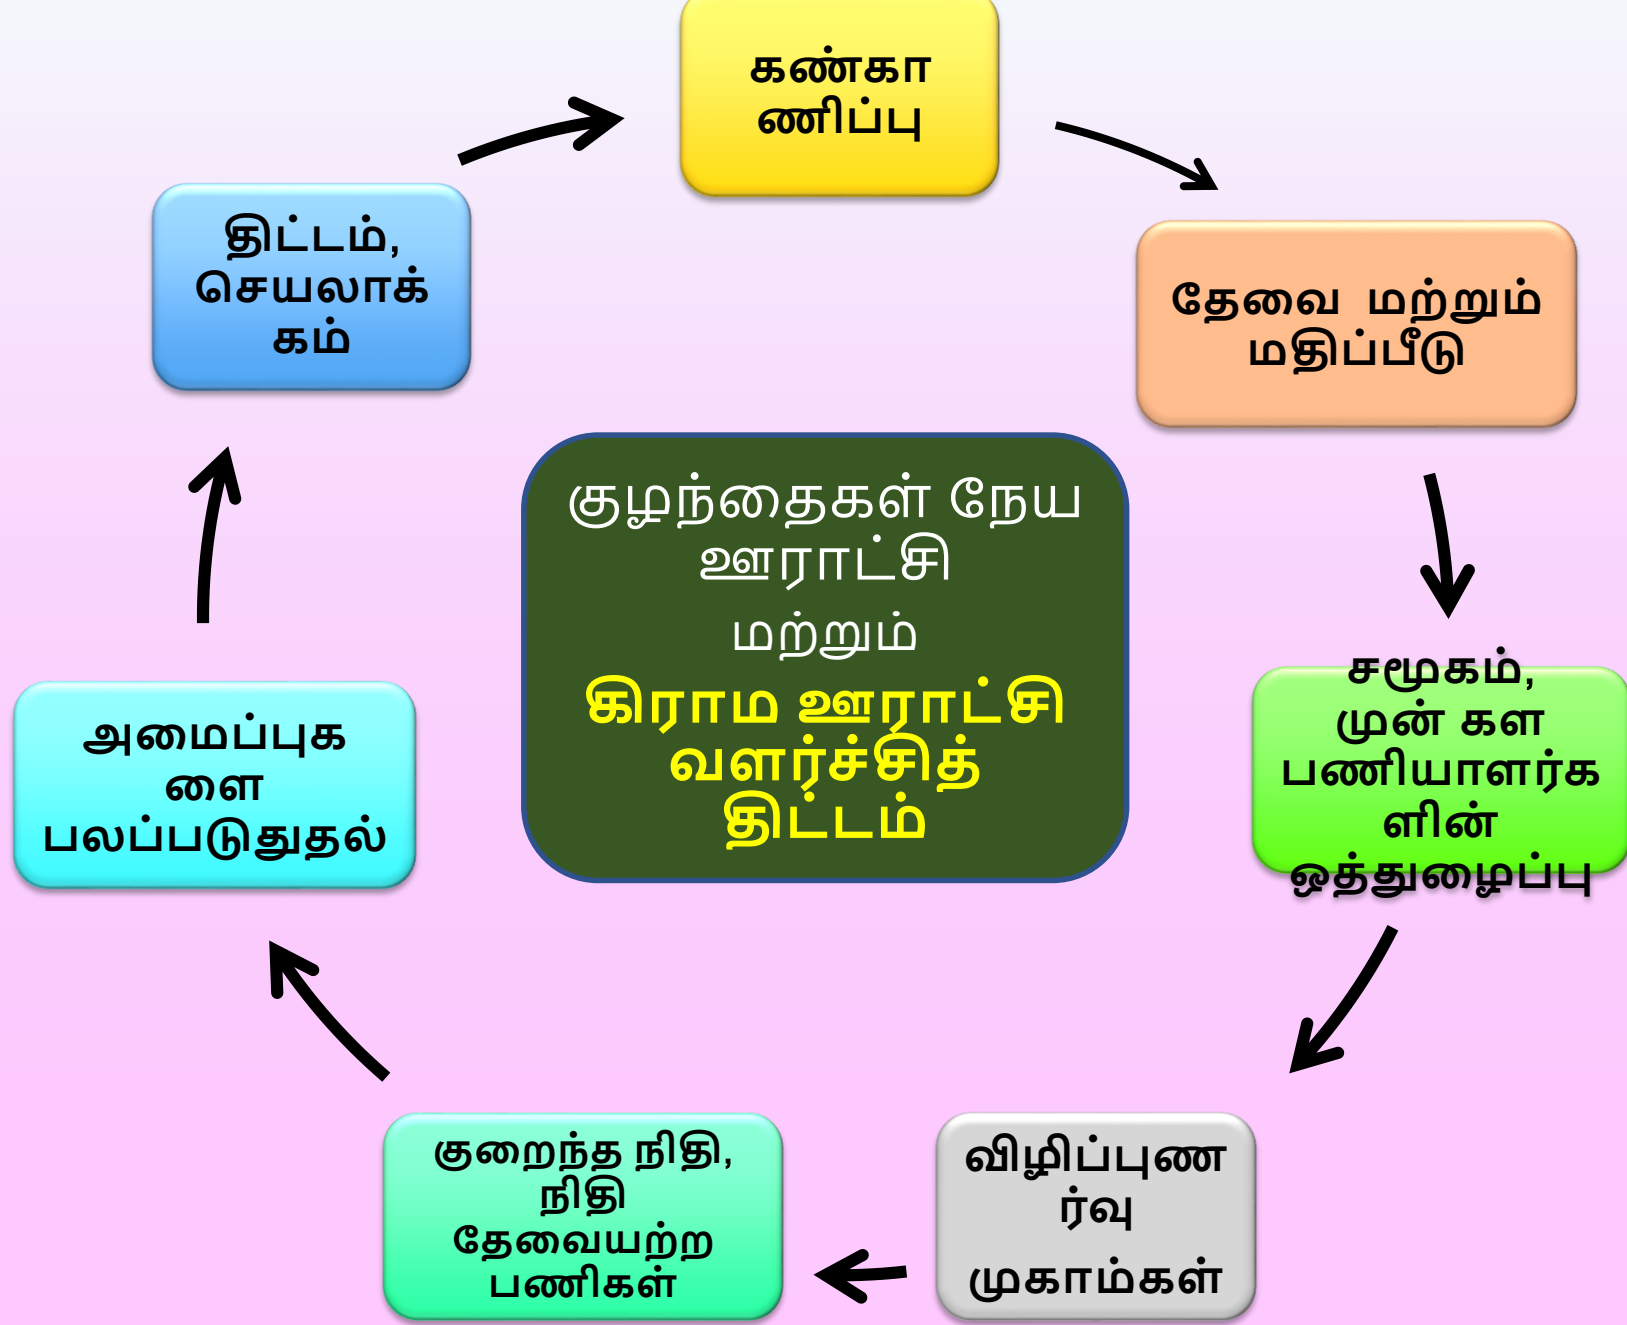 கண்கா
ணிப்பு
திட்டம்,
செயலாக்
கம்
தேவை மற்றும்
மதிப்பீடு
குழந்தைகள் நேய
ஊராட்சி
மற்றும்
கிராம ஊராட்சி
வளர்ச்சித்
திட்டம்
சமூகம்,
முன் கள
பணியாளர்க
ளின்
ஒத்துழைப்பு
அமைப்புக
ளை
பலப்படுதுதல்
குறைந்த நிதி,
நிதி
தேவையற்ற
பணிகள்
விழிப்புண
ர்வு
முகாம்கள்